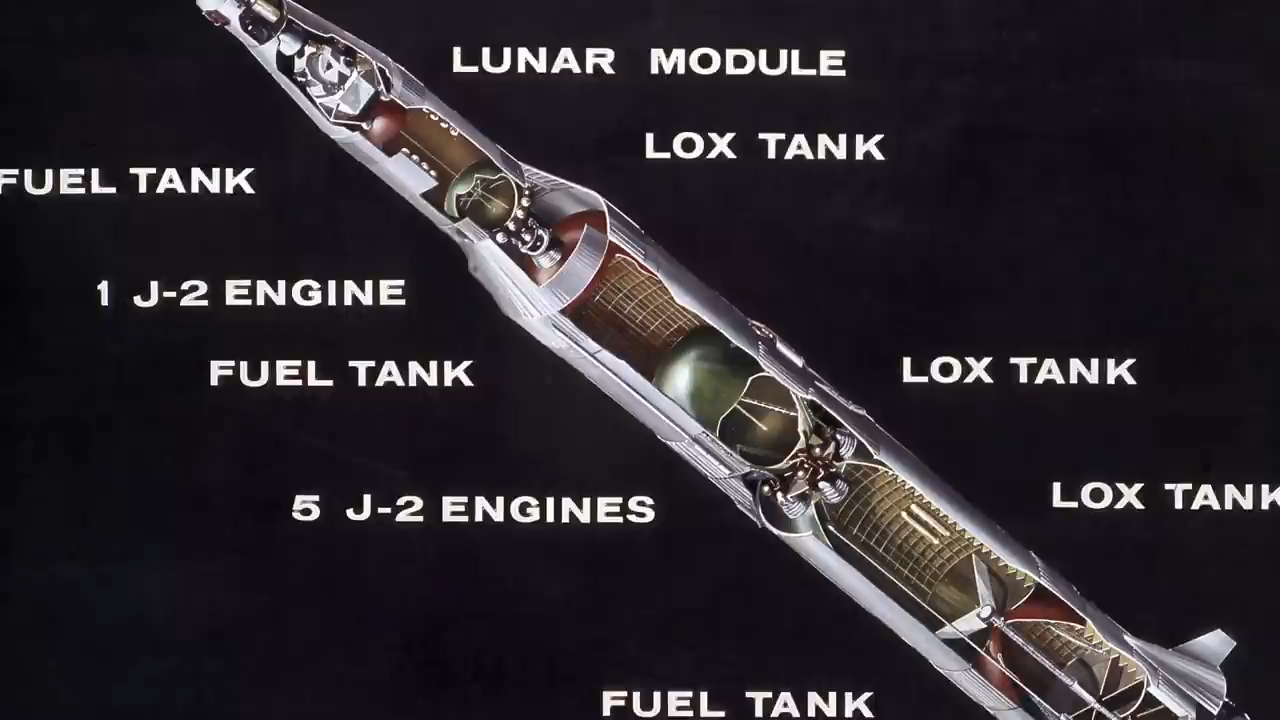 LUNAR MODULE
LOX TANK
FUEL TANK
1 J-2 ENGINE
FUEL TANK
LOX TANK
5 J-2 ENGINES
LOX TANK
FUEL TANK